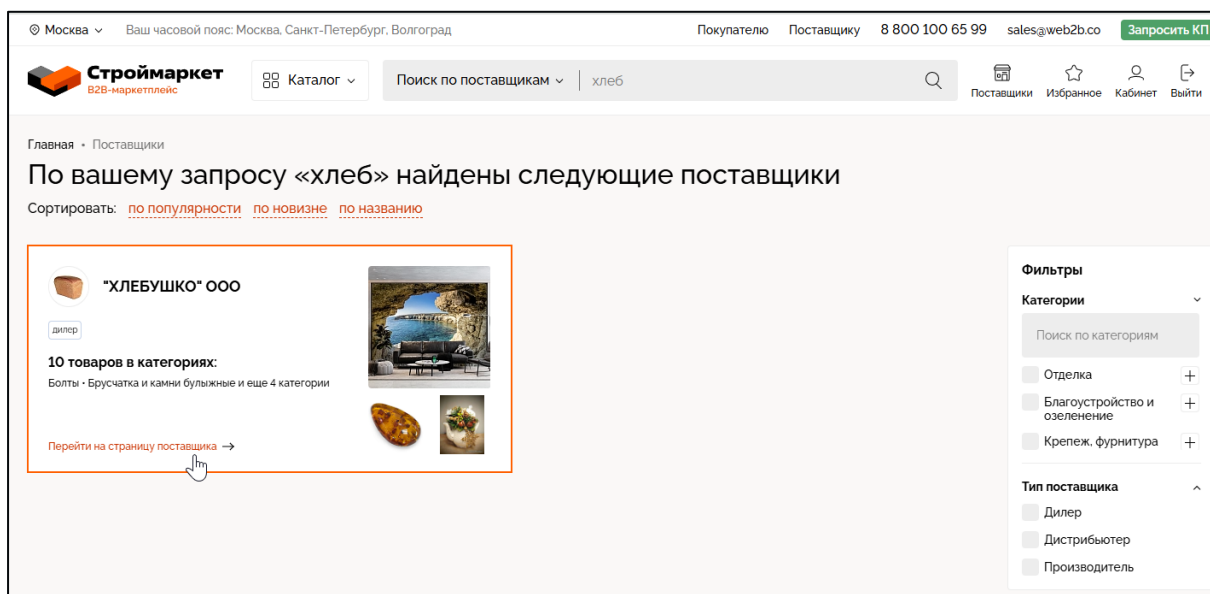 Москва Ваш часовой пояс: Москва, Санкт-Петербург, Волгоград Покупателю Поставщику 8 800 100 65 99 sales@web2b.co Запросить КП
Строймаркет
B2B-маркетплейс
Каталог
Поиск по поставщикам
хлеб
Поставщики Избранное Кабинет Выйти
Главная • Поставщики
По вашему запросу «хлеб» найдены следующие поставщики
Сортировать: по популярности по новизне по названию
"ХЛЕБУШКО" ООО
дилер
10 товаров в категориях:
Болты • Брусчатка и камни булыжные и еще 4 категории
Перейти на страницу поставщика →
Фильтры
Категории
Поиск по категориям
Отделка
Благоустройство и
озеленение
Крепеж, фурнитура
Тип поставщика
Дилер
Дистрибьютер
Производитель